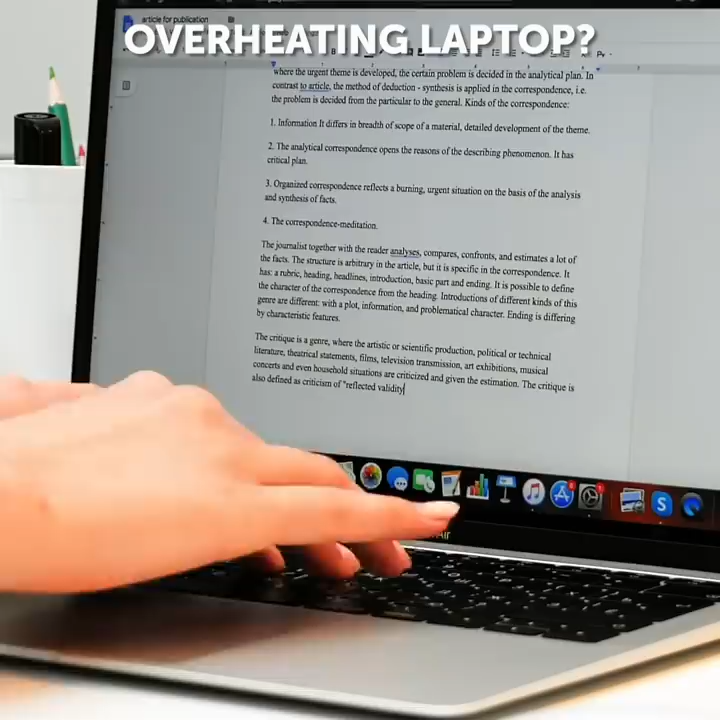 article for publication
OVERHEATING LAPTOP?
where the urgent theme is developed, the certain problem is decided in the analytical plan. In
contrast to article, the method of deduction - synthesis is applied in the correspondence, i.e.
the problem is decided from the particular to the general. Kinds of the correspondence:
1. Information It differs in breadth of scope of a material, detailed development of the theme.
2. The analytical correspondence opens the reasons of the describing phenomenon. It has
critical plan.
3. Organized correspondence reflects a burning, urgent situation on the basis of the analysis
and synthesis of facts.
4. The correspondence-meditation.
The journalist together with the reader analyses, compares, confronts, and estimates a lot of
the facts. The structure is arbitrary in the article, but it is specific in the correspondence. It
has: a rubric, heading, headlines, introduction, basic part and ending. It is possible to define
the character of the correspondence from the heading. Introductions of different kinds of this
genre are different: with a plot, information, and problematical character. Ending is differing
by characteristic features.
The critique is a genre, where the artistic or scientific production, political or technical
literature, theatrical statements, films, television transmission, art exhibitions, musical
concerts and even household situations are criticized and given the estimation. The critique is
also defined as criticism of "reflected validity
Air